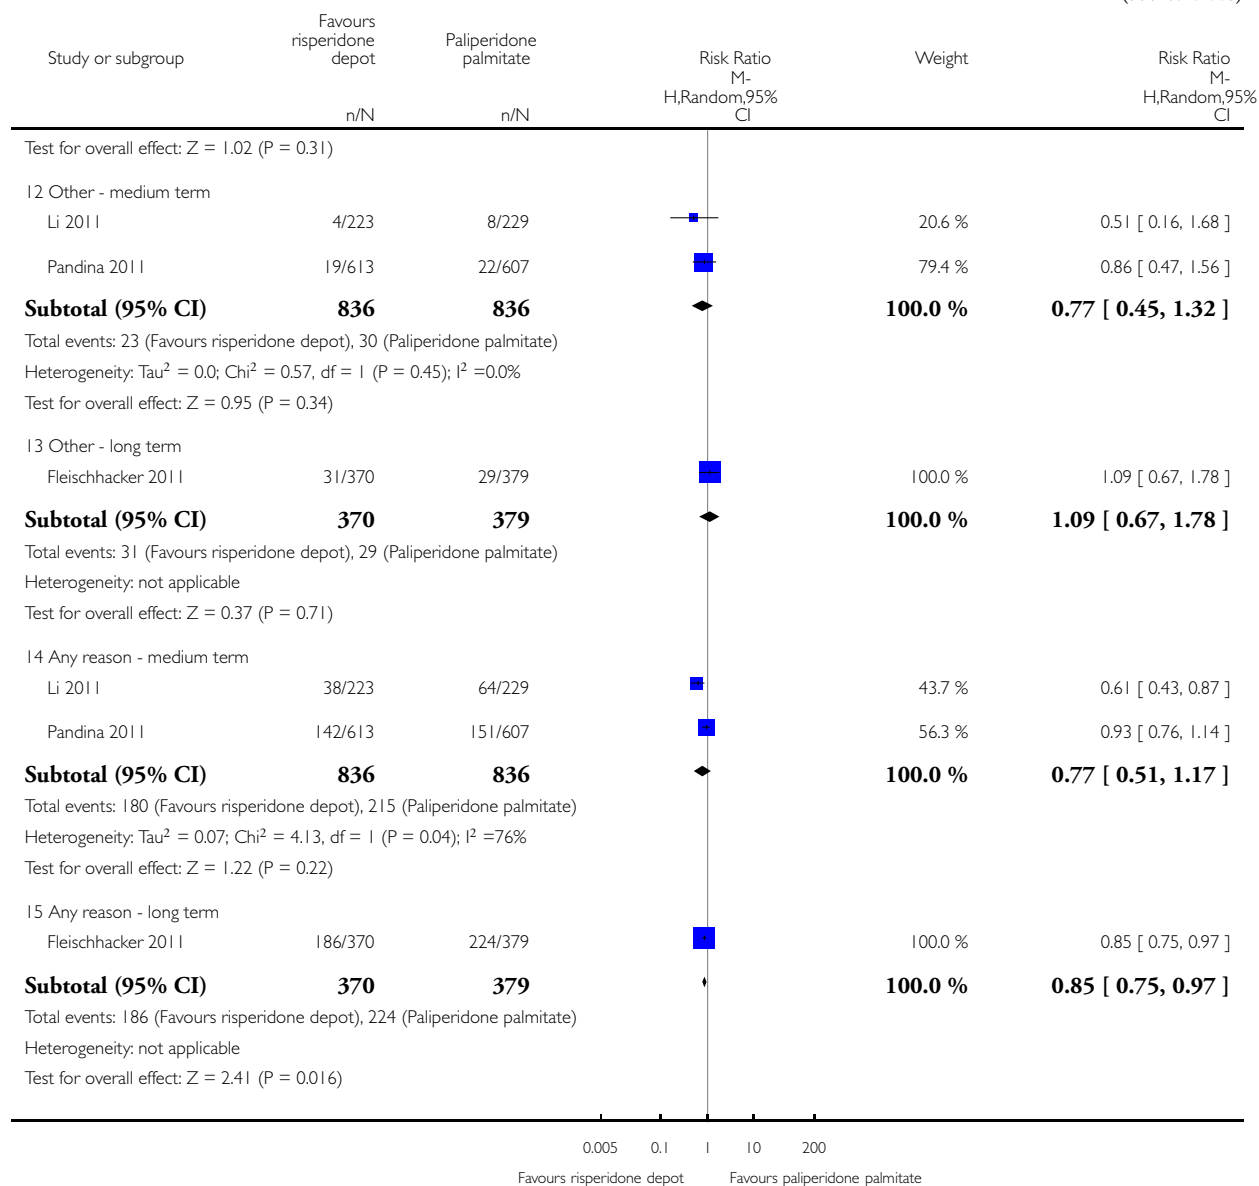 Favours risperidone depot Paliperidone palmitate
Study or subgroup Risk Ratio Weight Risk Ratio
M-H,Random,95% CI M-H,Random,95% CI
n/N n/N
Test for overall effect: Z = 1.02 (P = 0.31)
12 Other - medium term
Li 2011 4/223 8/229 20.6 % 0.51 [ 0.16, 1.68 ]
Pandina 2011 19/613 22/607 79.4 % 0.86 [ 0.47, 1.56 ]
Subtotal (95% CI) 836 836 100.0 % 0.77 [ 0.45, 1.32 ]
Total events: 23 (Favours risperidone depot), 30 (Paliperidone palmitate)
Heterogeneity: Tau² = 0.0; Chi² = 0.57, df = 1 (P = 0.45); I² =0.0%
Test for overall effect: Z = 0.95 (P = 0.34)
13 Other - long term
Fleischhacker 2011 31/370 29/379 100.0 % 1.09 [ 0.67, 1.78 ]
Subtotal (95% CI) 370 379 100.0 % 1.09 [ 0.67, 1.78 ]
Total events: 31 (Favours risperidone depot), 29 (Paliperidone palmitate)
Heterogeneity: not applicable
Test for overall effect: Z = 0.37 (P = 0.71)
14 Any reason - medium term
Li 2011 38/223 64/229 43.7 % 0.61 [ 0.43, 0.87 ]
Pandina 2011 142/613 151/607 56.3 % 0.93 [ 0.76, 1.14 ]
Subtotal (95% CI) 836 836 100.0 % 0.77 [ 0.51, 1.17 ]
Total events: 180 (Favours risperidone depot), 215 (Paliperidone palmitate)
Heterogeneity: Tau² = 0.07; Chi² = 4.13, df = 1 (P = 0.04); I² =76%
Test for overall effect: Z = 1.22 (P = 0.22)
15 Any reason - long term
Fleischhacker 2011 186/370 224/379 100.0 % 0.85 [ 0.75, 0.97 ]
Subtotal (95% CI) 370 379 100.0 % 0.85 [ 0.75, 0.97 ]
Total events: 186 (Favours risperidone depot), 224 (Paliperidone palmitate)
Heterogeneity: not applicable
Test for overall effect: Z = 2.41 (P = 0.016)
0.005 0.1 1 10 200
Favours risperidone depot Favours paliperidone palmitate